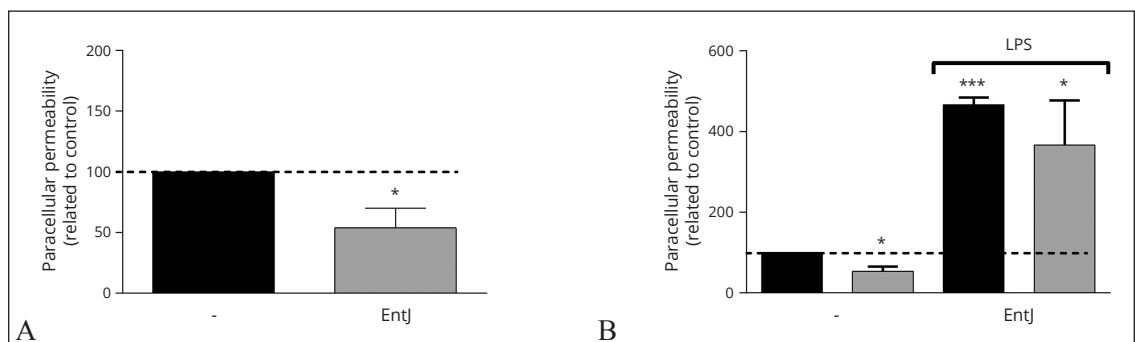 200
150
100
50
0
Paracellular permeability
(related to control)
*
-
EntJ
A
600
400
200
0
Paracellular permeability
(related to control)
LPS
*
***
*
-
EntJ
B